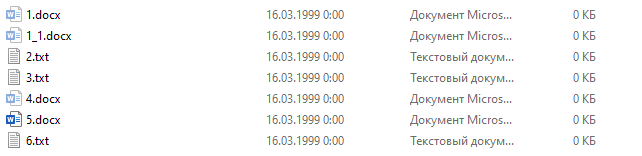 1.docx 16.03.1999 0:00 Документ Micros... 0 КБ
1_1.docx 16.03.1999 0:00 Документ Micros... 0 КБ
2.txt 16.03.1999 0:00 Текстовый докум... 0 КБ
3.txt 16.03.1999 0:00 Текстовый докум... 0 КБ
4.docx 16.03.1999 0:00 Документ Micros... 0 КБ
5.docx 16.03.1999 0:00 Документ Micros... 0 КБ
6.txt 16.03.1999 0:00 Текстовый докум... 0 КБ